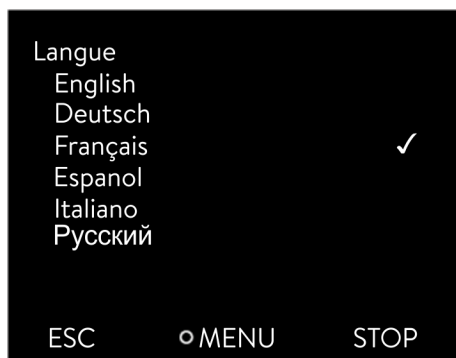 Langue
English
Deutsch
Français ✓
Espanol
Italiano
Русский
ESC MENU STOP